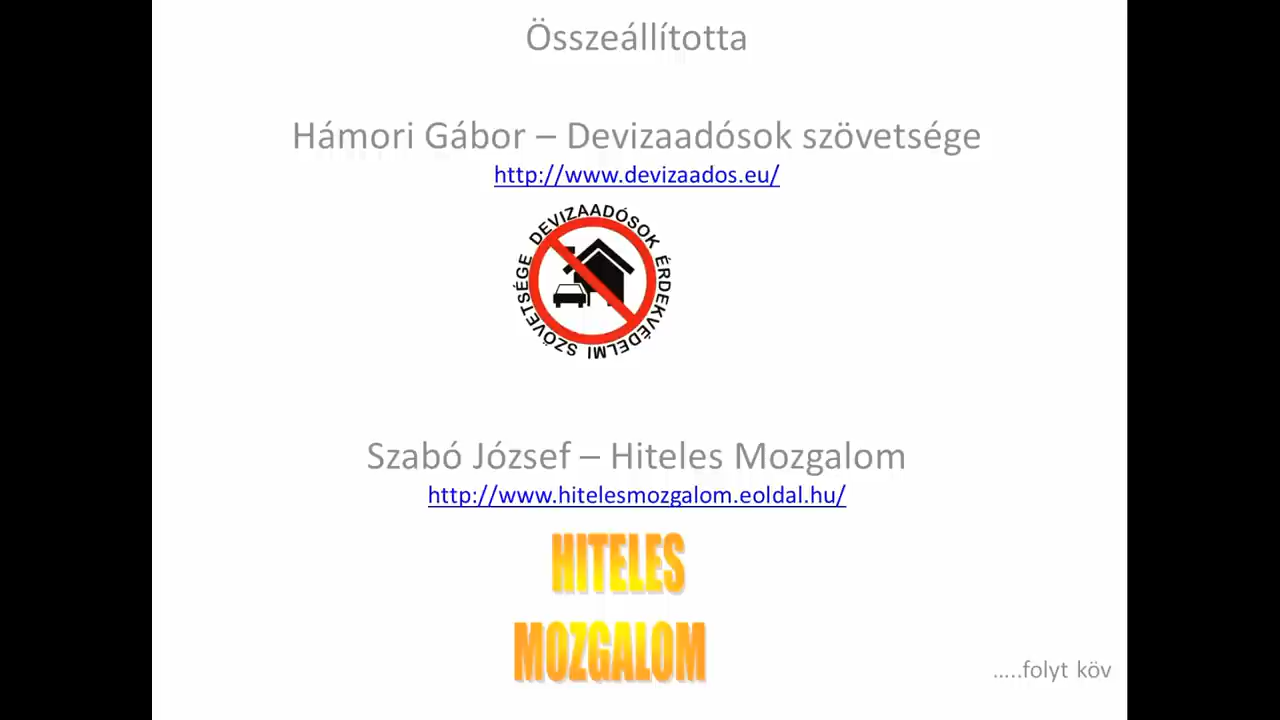 Összeállította
Hámori Gábor – Devizaadósok szövetsége
http://www.devizaados.eu/
DEVIZAADÓSOK ÉRDEKVÉDELMI SZÖVETSÉGE
Szabó József – Hiteles Mozgalom
http://www.hitelesmozgalom.eoldal.hu/
HITELES
MOZGALOM
…..folyt köv